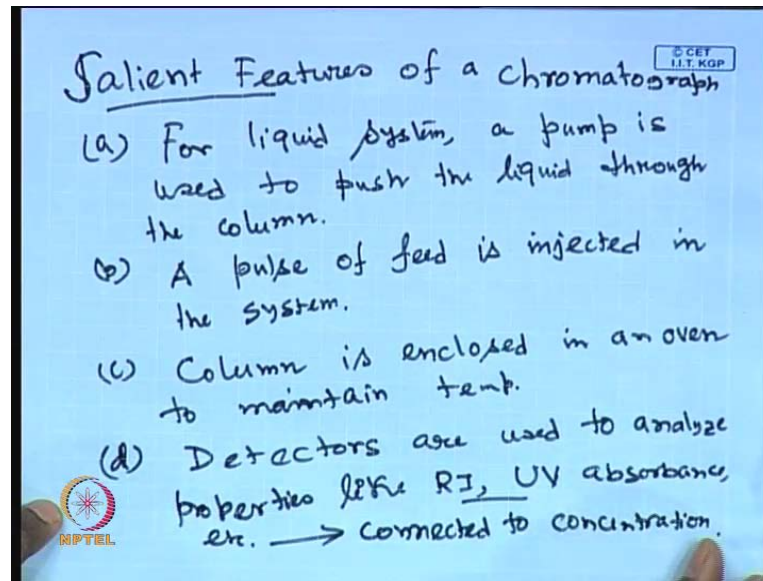 Salient Features of a Chromatograph
© CET
I.I.T. KGP
(a) For liquid system, a pump is
used to push the liquid through
the column.
(b) A pulse of feed is injected in
the system.
(c) Column is enclosed in an oven
to maintain temp.
(d) Detectors are used to analyze
properties like RI, UV absorbance,
etc. → connected to concentration.
NPTEL